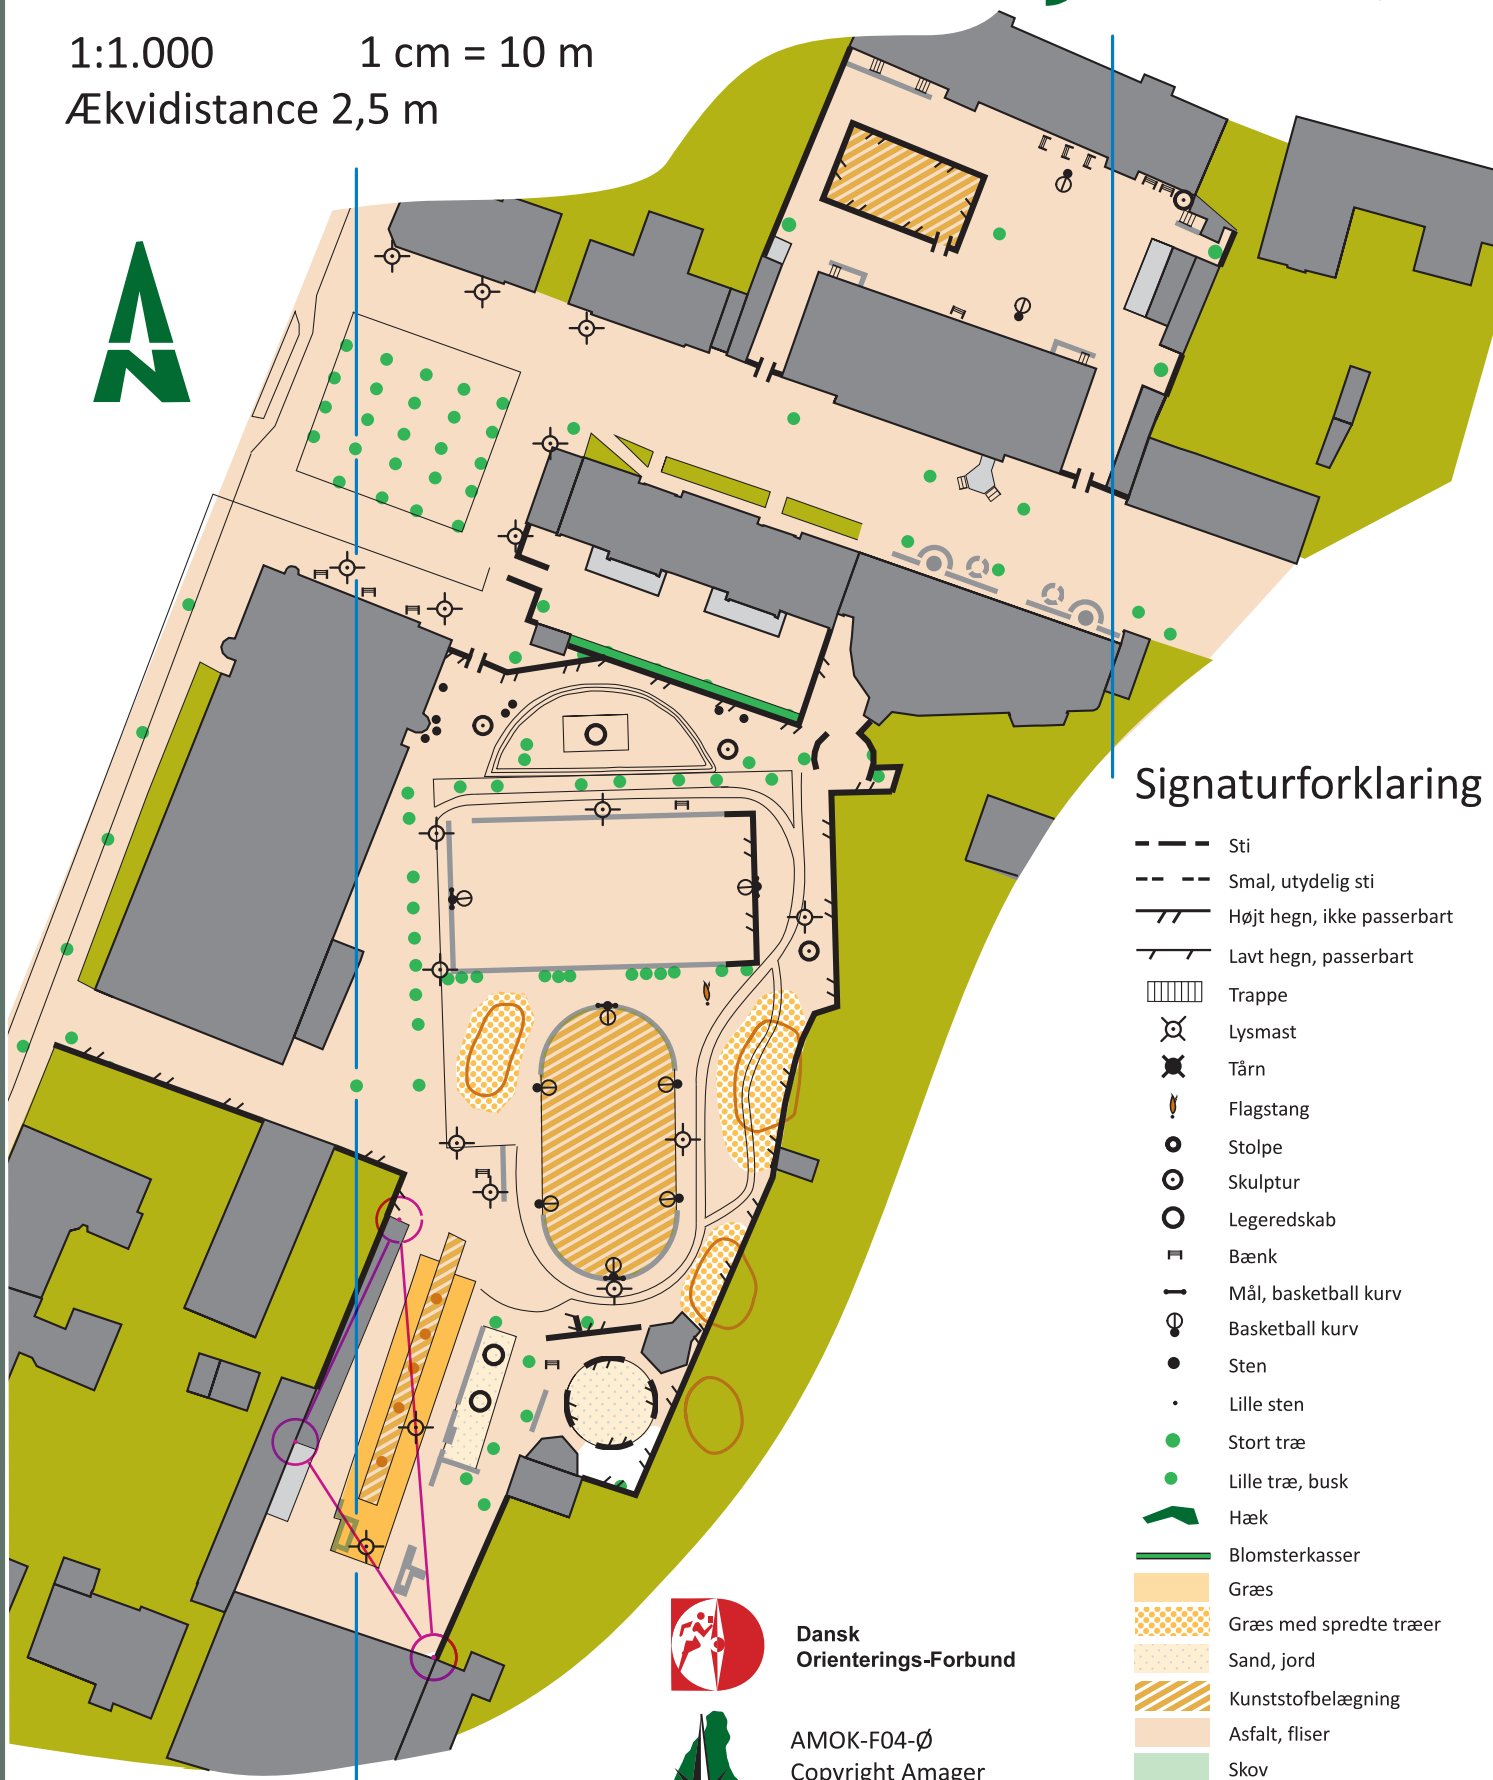 1:1.000 1 cm = 10 m
Ækvidistance 2,5 m
Signaturforklaring
Sti
Smal, utydelig sti
Højt hegn, ikke passerbart
Lavt hegn, passerbart
Trappe
Lysmast
Tårn
Flagstang
Stolpe
Skulptur
Legeredskab
Bænk
Mål, basketball kurv
Basketball kurv
Sten
Lille sten
Stort træ
Lille træ, busk
Hæk
Blomsterkasser
Græs
Græs med spredte træer
Sand, jord
Kunststofbelægning
Asfalt, fliser
Skov
Dansk
Orienterings-Forbund
AMOK-F04-Ø
Copyright Amager